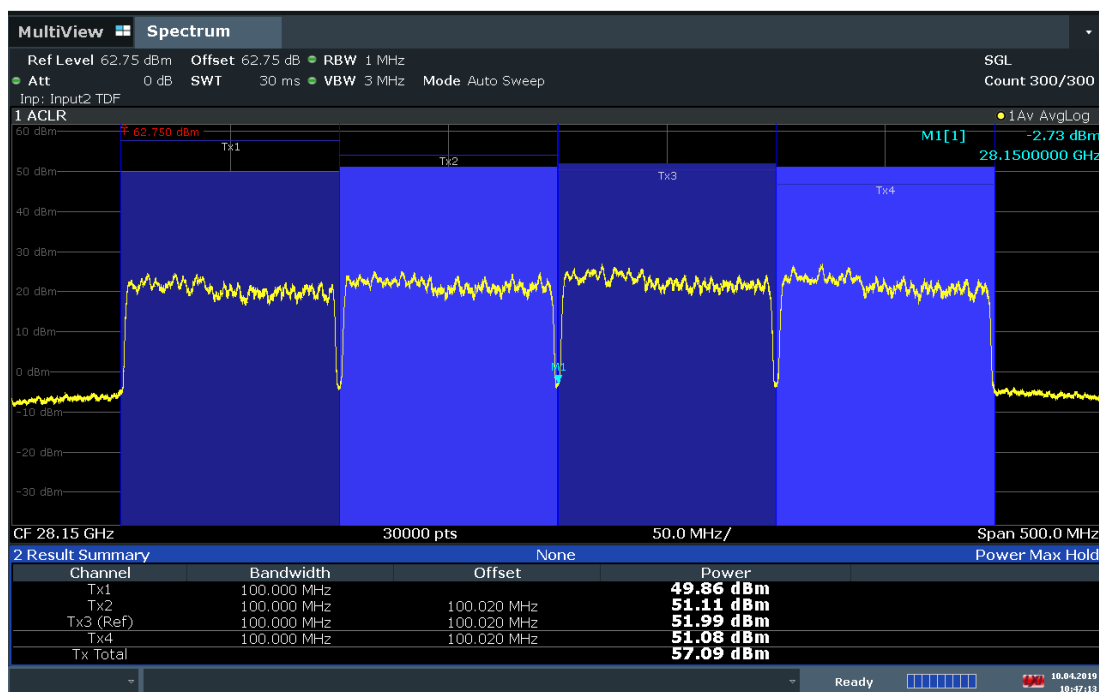 MultiView Spectrum
Ref Level 62.75 dBm Offset 62.75 dB RBW 1 MHz SGL
Att 0 dB SWT 30 ms VBW 3 MHz Mode Auto Sweep Count 300/300
Inp: Input2 TDF
1 ACLR 1Av AvgLog
60 dBm 62.750 dBm M1[1] -2.73 dBm
Tx1
28.1500000 GHz
Tx2
50 dBm
Tx3
Tx4
40 dBm
30 dBm
20 dBm
10 dBm
0 dBm
M1
-10 dBm
-20 dBm
-30 dBm
CF 28.15 GHz 30000 pts 50.0 MHz/ Span 500.0 MHz
2 Result Summary None Power Max Hold
Channel Bandwidth Offset Power
Tx1 100.000 MHz 49.86 dBm
Tx2 100.000 MHz 100.020 MHz 51.11 dBm
Tx3 (Ref) 100.000 MHz 100.020 MHz 51.99 dBm
Tx4 100.000 MHz 100.020 MHz 51.08 dBm
Tx Total 57.09 dBm
Ready 10.04.2019
10:47:13